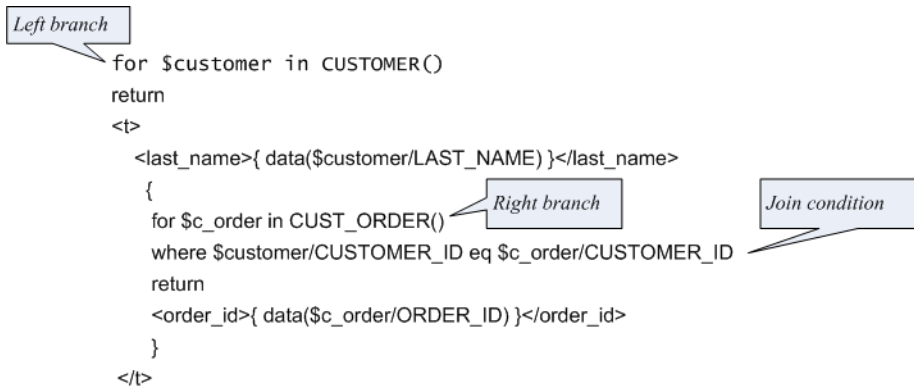 Left branch
for $customer in CUSTOMER()
return
<t>
<last_name>{ data($customer/LAST_NAME) }</last_name>
{
for $c_order in CUST_ORDER()
Right branch
Join condition
where $customer/CUSTOMER_ID eq $c_order/CUSTOMER_ID
return
<order_id>{ data($c_order/ORDER_ID) }</order_id>
}
</t>